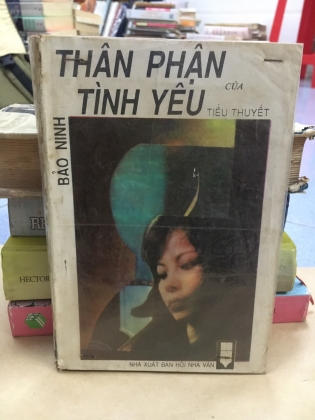 THÂN PHẬN
CỦA
TÌNH YÊU
TIỂU THUYẾT
BẢO NINH
NHÀ XUẤT BẢN HỘI NHÀ VĂN
HECTOR